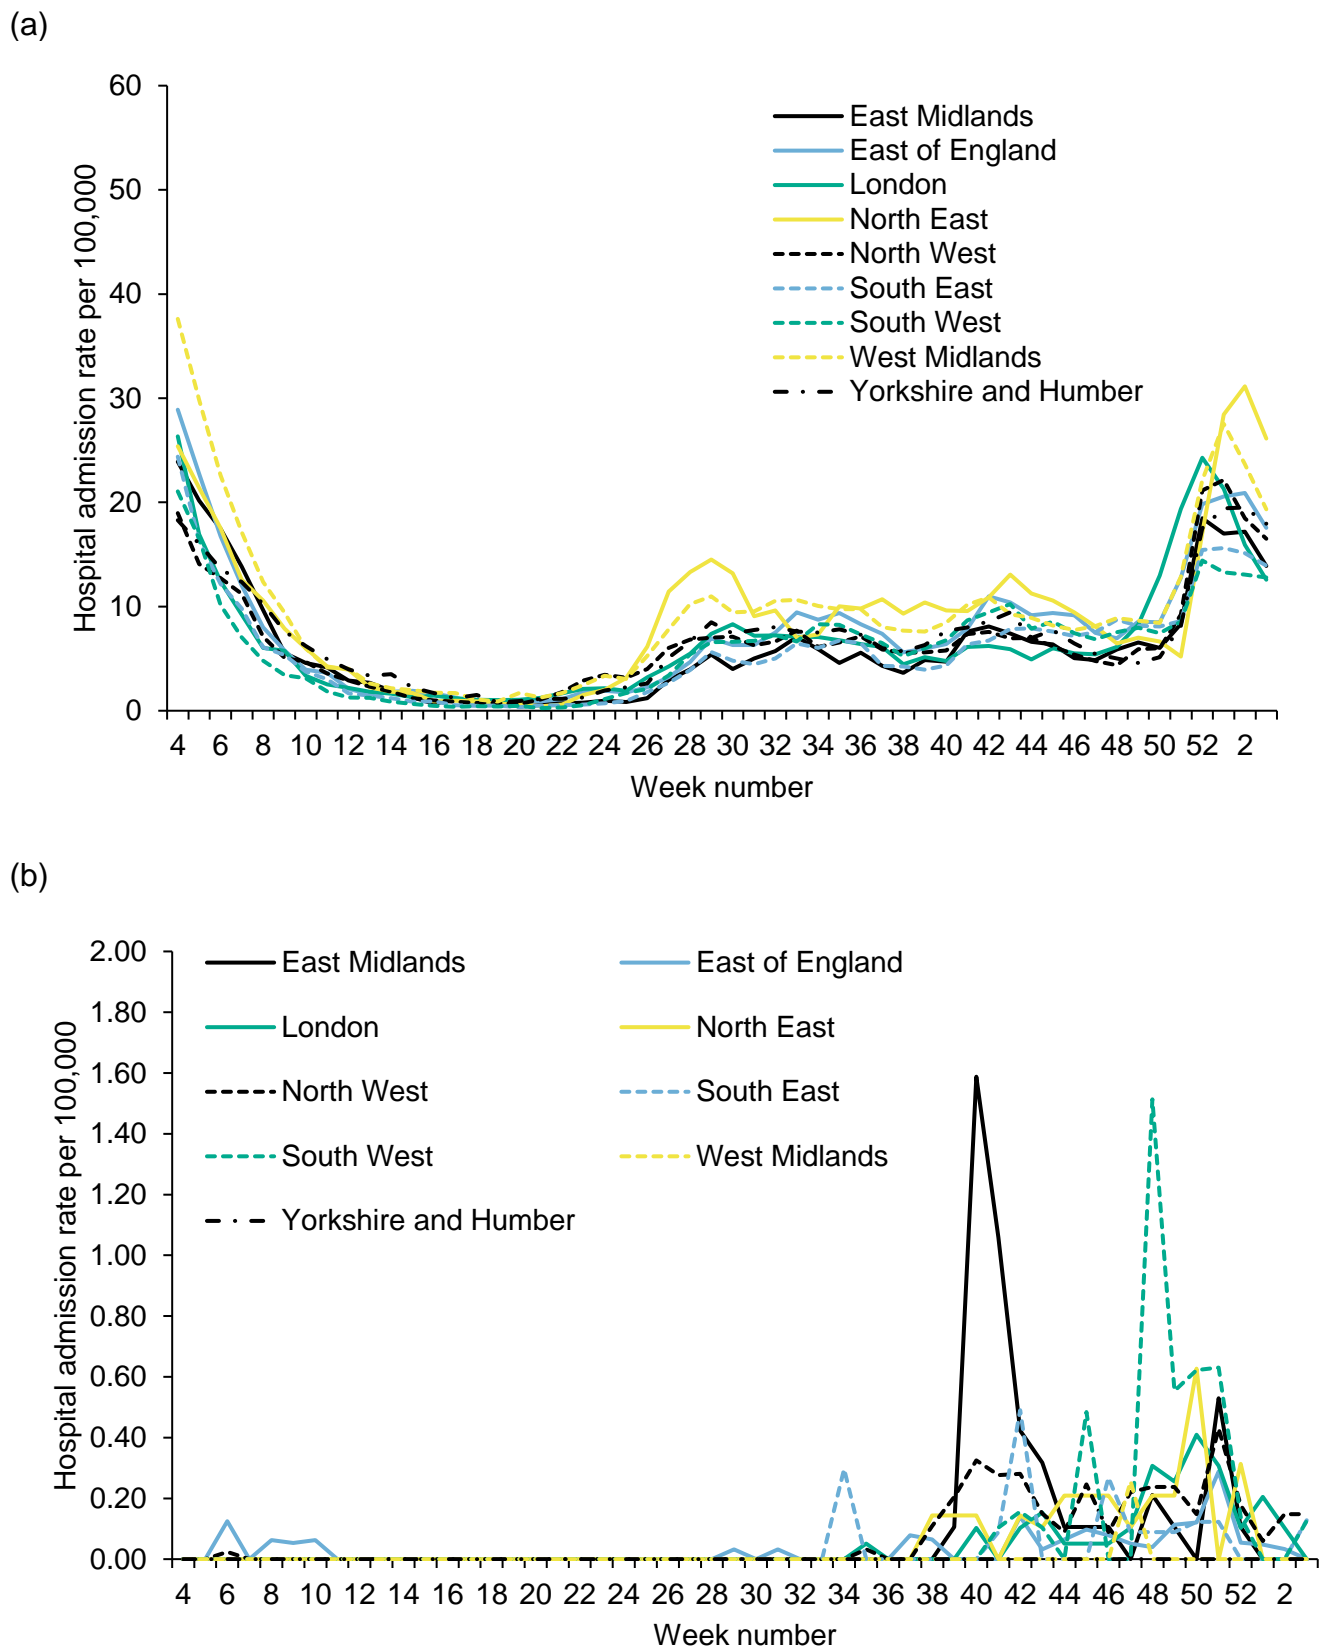 (a)
60
50
40
30
20
10
0
Hospital admission rate per 100,000
East Midlands
East of England
London
North East
North West
South East
South West
West Midlands
Yorkshire and Humber
4 6 8 10 12 14 16 18 20 22 24 26 28 30 32 34 36 38 40 42 44 46 48 50 52 2
Week number
(b)
2.00
1.80
1.60
1.40
1.20
1.00
0.80
0.60
0.40
0.20
0.00
Hospital admission rate per 100,000
East Midlands East of England
London North East
North West South East
South West West Midlands
Yorkshire and Humber
4 6 8 10 12 14 16 18 20 22 24 26 28 30 32 34 36 38 40 42 44 46 48 50 52 2
Week number